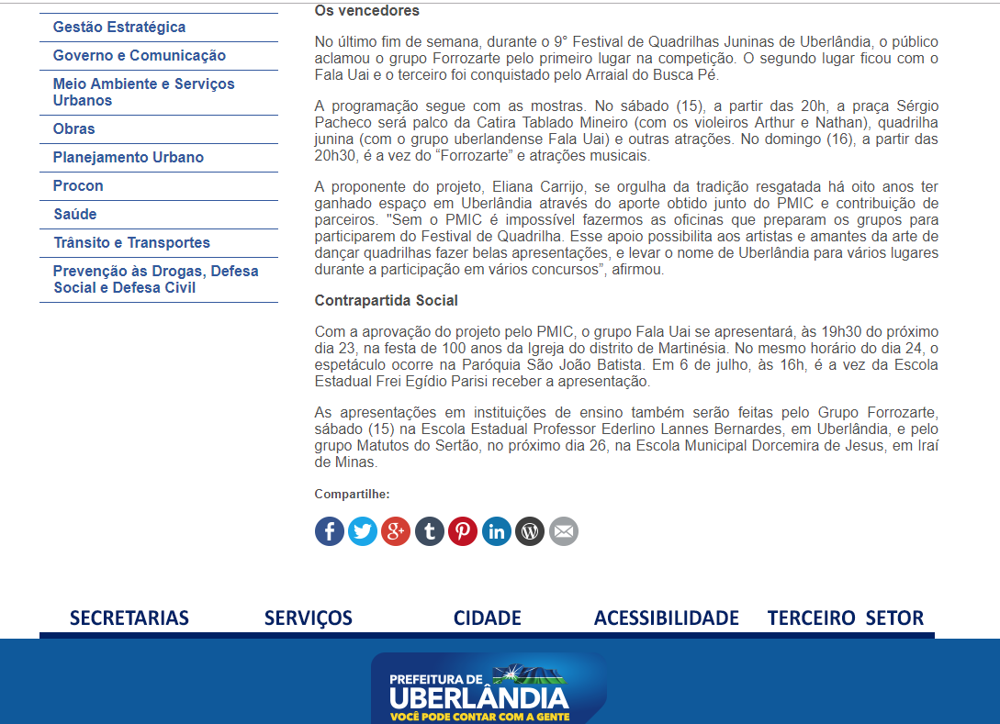 Gestão Estratégica
Governo e Comunicação
Meio Ambiente e Serviços
Urbanos
Obras
Planejamento Urbano
Procon
Saúde
Trânsito e Transportes
Prevenção às Drogas, Defesa
Social e Defesa Civil
Os vencedores
No último fim de semana, durante o 9° Festival de Quadrilhas Juninas de Uberlândia, o público
aclamou o grupo Forrozarte pelo primeiro lugar na competição. O segundo lugar ficou com o
Fala Uai e o terceiro foi conquistado pelo Arraial do Busca Pé.
A programação segue com as mostras. No sábado (15), a partir das 20h, a praça Sérgio
Pacheco será palco da Catira Tablado Mineiro (com os violeiros Arthur e Nathan), quadrilha
junina (com o grupo uberlandense Fala Uai) e outras atrações. No domingo (16), a partir das
20h30, é a vez do “Forrozarte” e atrações musicais.
A proponente do projeto, Eliana Carrijo, se orgulha da tradição resgatada há oito anos ter
ganhado espaço em Uberlândia através do aporte obtido junto do PMIC e contribuição de
parceiros. "Sem o PMIC é impossível fazermos as oficinas que preparam os grupos para
participarem do Festival de Quadrilha. Esse apoio possibilita aos artistas e amantes da arte de
dançar quadrilhas fazer belas apresentações, e levar o nome de Uberlândia para vários lugares
durante a participação em vários concursos”, afirmou.
Contrapartida Social
Com a aprovação do projeto pelo PMIC, o grupo Fala Uai se apresentará, às 19h30 do próximo
dia 23, na festa de 100 anos da Igreja do distrito de Martinésia. No mesmo horário do dia 24, o
espetáculo ocorre na Paróquia São João Batista. Em 6 de julho, às 16h, é a vez da Escola
Estadual Frei Egídio Parisi receber a apresentação.
As apresentações em instituições de ensino também serão feitas pelo Grupo Forrozarte,
sábado (15) na Escola Estadual Professor Ederlino Lannes Bernardes, em Uberlândia, e pelo
grupo Matutos do Sertão, no próximo dia 26, na Escola Municipal Dorcemira de Jesus, em Iraí
de Minas.
Compartilhe:
SECRETARIAS SERVIÇOS CIDADE ACESSIBILIDADE TERCEIRO SETOR
PREFEITURA DE
UBERLÂNDIA
VOCÊ PODE CONTAR COM A GENTE